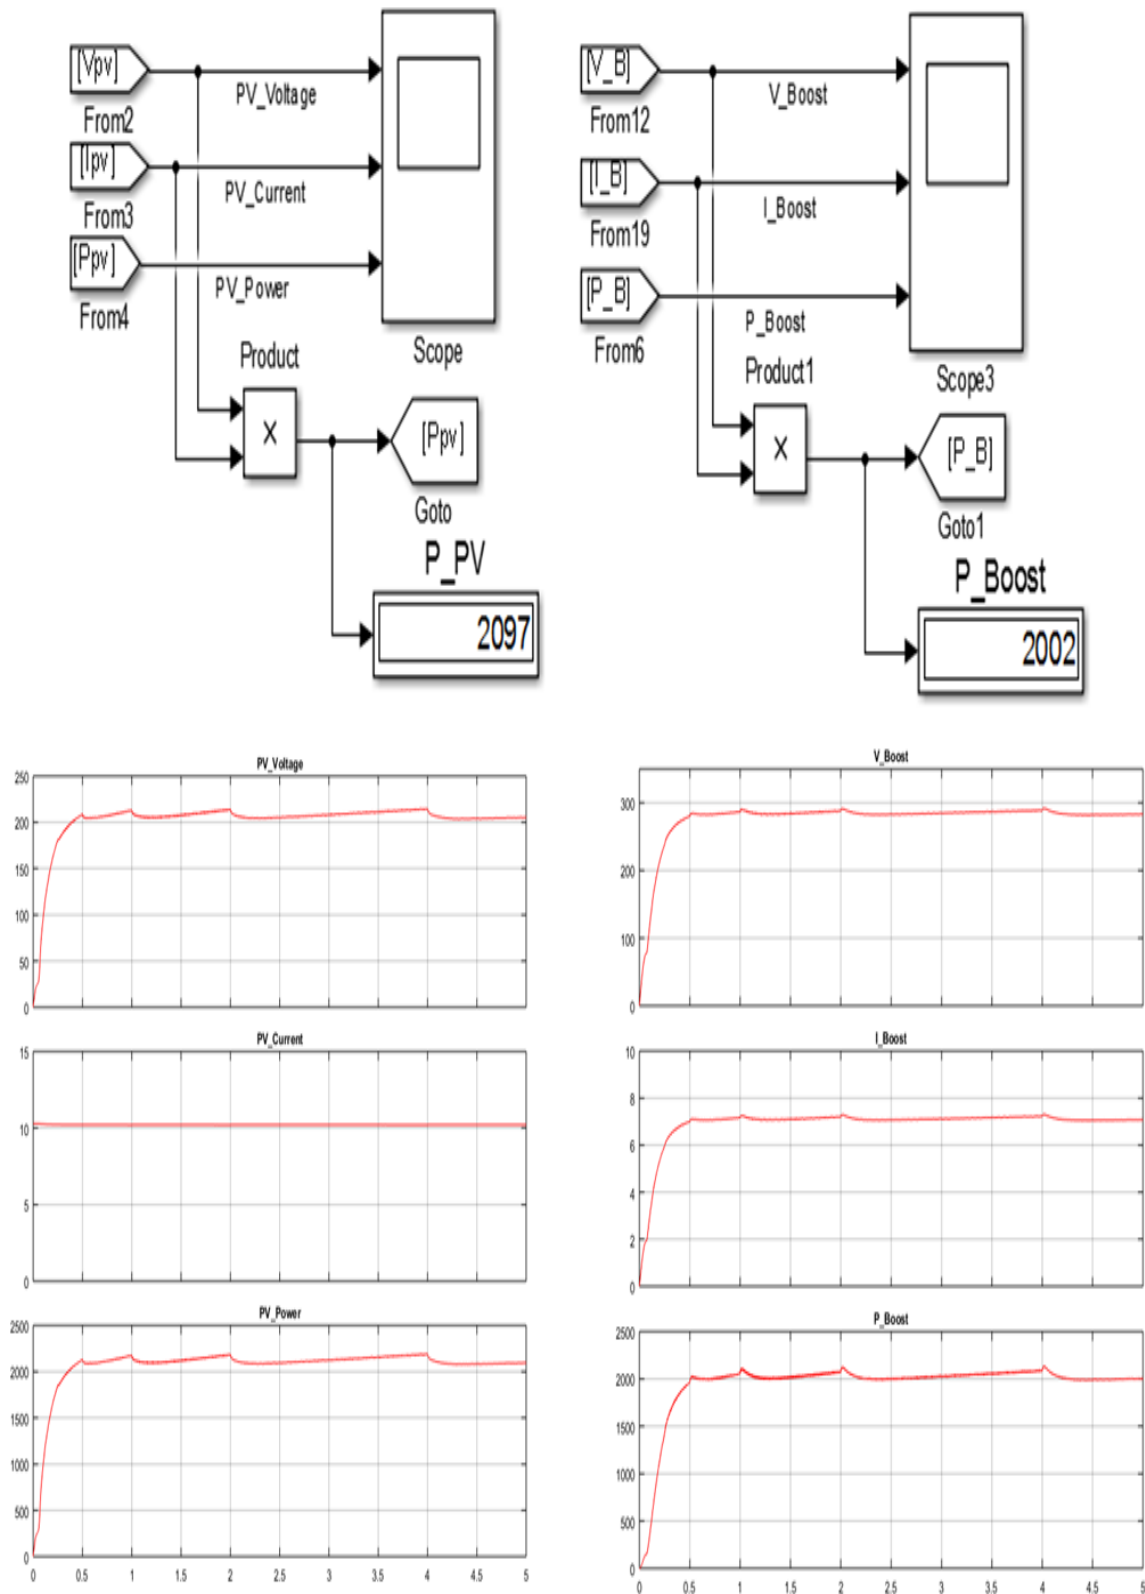 [Vpv]
From2
PV_Voltage
[Ipv]
From3
PV_Current
[Ppv]
From4
PV_Power
Product
×
Scope
[Ppv]
Goto
P_PV
2097
[V_B]
From12
V_Boost
[I_B]
From19
I_Boost
[P_B]
From6
P_Boost
Product1
×
Scope3
[P_B]
Goto1
P_Boost
2002
PV_Voltage
250
200
150
100
50
0
PV_Current
15
10
5
0
PV_Power
2500
2000
1500
1000
500
0
0 0.5 1 1.5 2 2.5 3 3.5 4 4.5 5
V_Boost
300
200
100
0
I_Boost
10
8
6
4
2
0
P_Boost
2500
2000
1500
1000
500
0
0 0.5 1 1.5 2 2.5 3 3.5 4 4.5 5